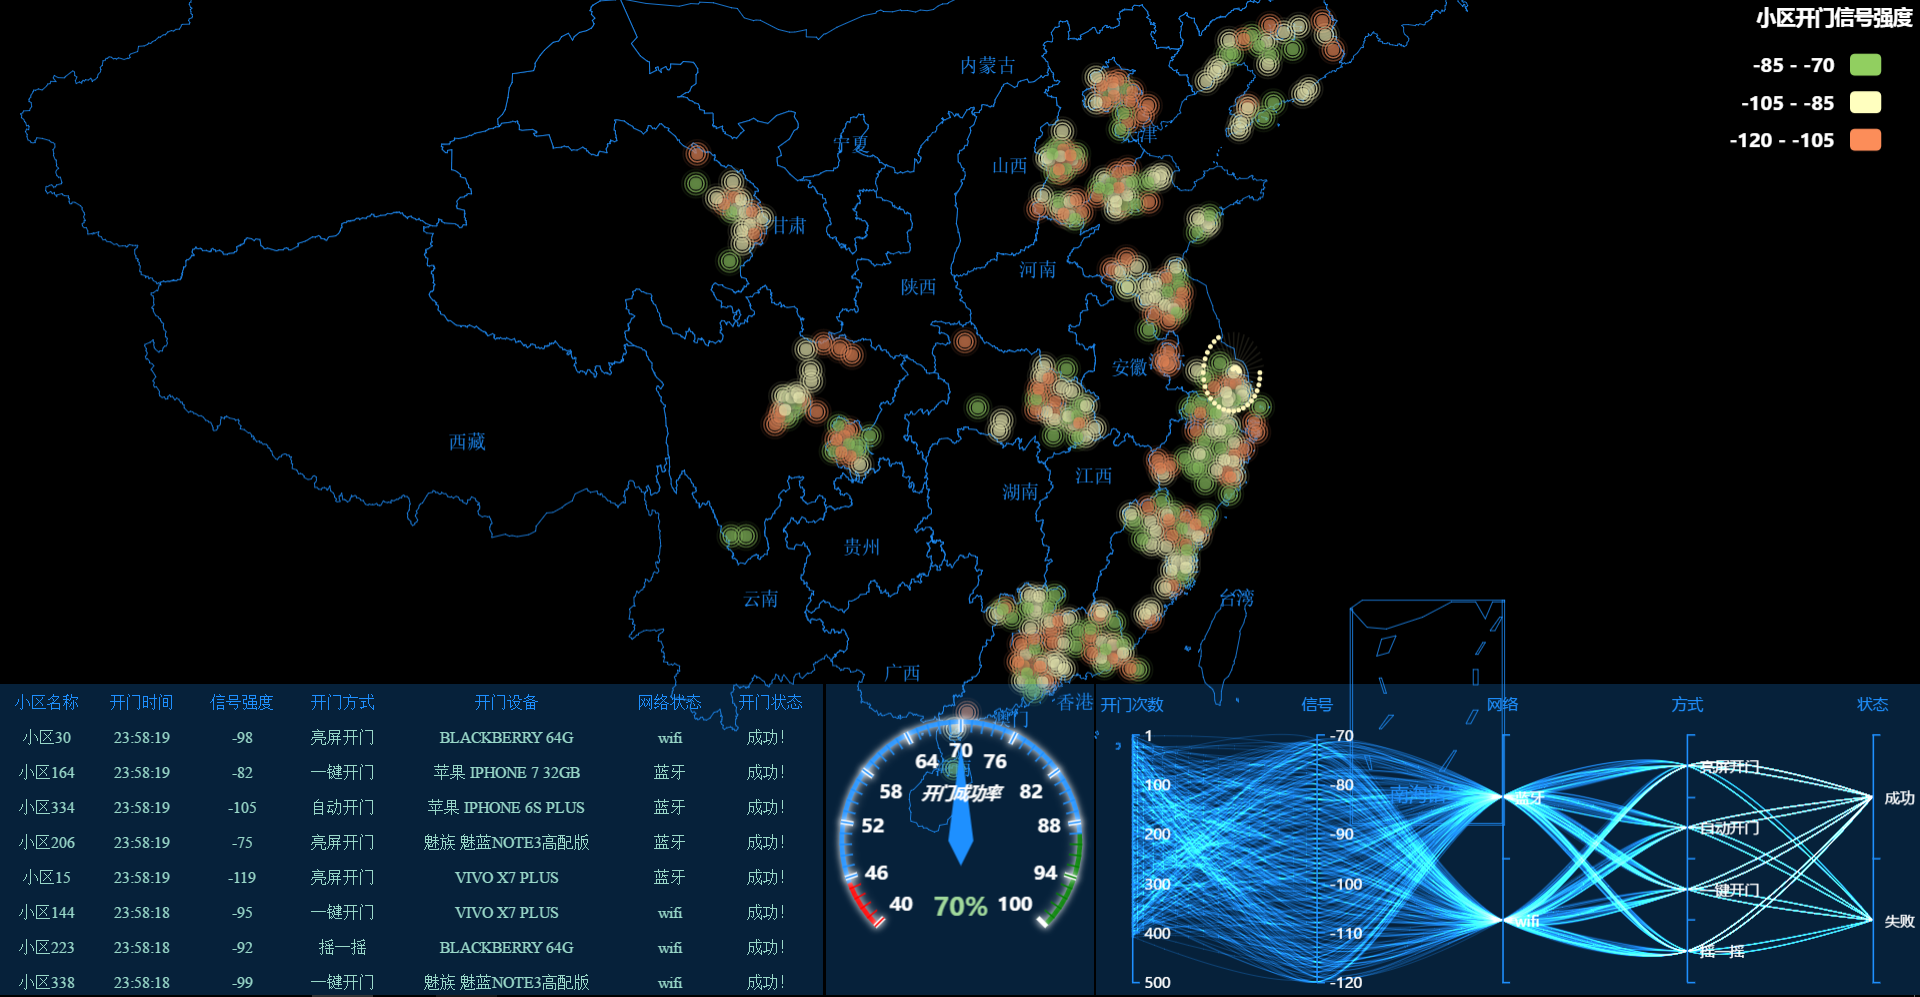 小区开门信号强度
-85 - -70
-105 - -85
-120 - -105
内蒙古
天津
宁夏
山西
甘肃
河南
陕西
安徽
西藏
江西
湖南
贵州
云南
台湾
广西
香港
澳门
小区名称 开门时间 信号强度 开门方式 开门设备 网络状态 开门状态
小区30 23:58:19 -98 亮屏开门 BLACKBERRY 64G wifi 成功!
小区164 23:58:19 -82 一键开门 苹果 IPHONE 7 32GB 蓝牙 成功!
小区334 23:58:19 -105 自动开门 苹果 IPHONE 6S PLUS 蓝牙 成功!
小区206 23:58:19 -75 亮屏开门 魅族 魅蓝NOTE3高配版 蓝牙 成功!
小区15 23:58:19 -119 亮屏开门 VIVO X7 PLUS 蓝牙 成功!
小区144 23:58:18 -95 一键开门 VIVO X7 PLUS wifi 成功!
小区223 23:58:18 -92 摇一摇 BLACKBERRY 64G wifi 成功!
小区338 23:58:18 -99 一键开门 魅族 魅蓝NOTE3高配版 wifi 成功!
40 46 52 58 64 70 76 82 88 94 100
开门成功率
70%
开门次数 信号 网络 方式 状态
1 100 200 300 400 500
-70 -80 -90 -100 -110 -120
南海诸
蓝牙
wifi
亮屏开门
自动开门
一键开门
摇一摇
成功
失败